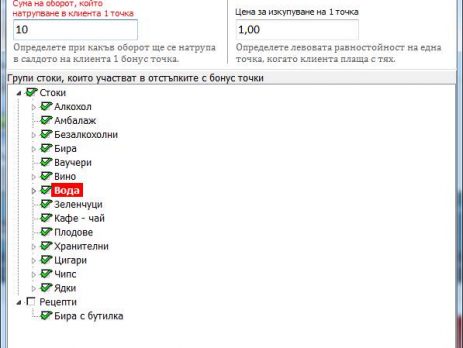 Сума на оборот, който
натрупване в клиента 1 точка
Цена за изкупуване на 1 точка
10
1,00
Определете при какъв оборот ще се натрупа
в салдото на клиента 1 бонус точка.
Определете левовата равностойност на една
точка, когато клиента плаща с тях.
Групи стоки, които участват в отстъпките с бонус точки
Стоки
Алкохол
Амбалаж
Безалкохолни
Бира
Ваучери
Вино
Вода
Зеленчуци
Кафе - чай
Плодове
Хранителни
Цигари
Чипс
Ядки
Рецепти
Бира с бутилка